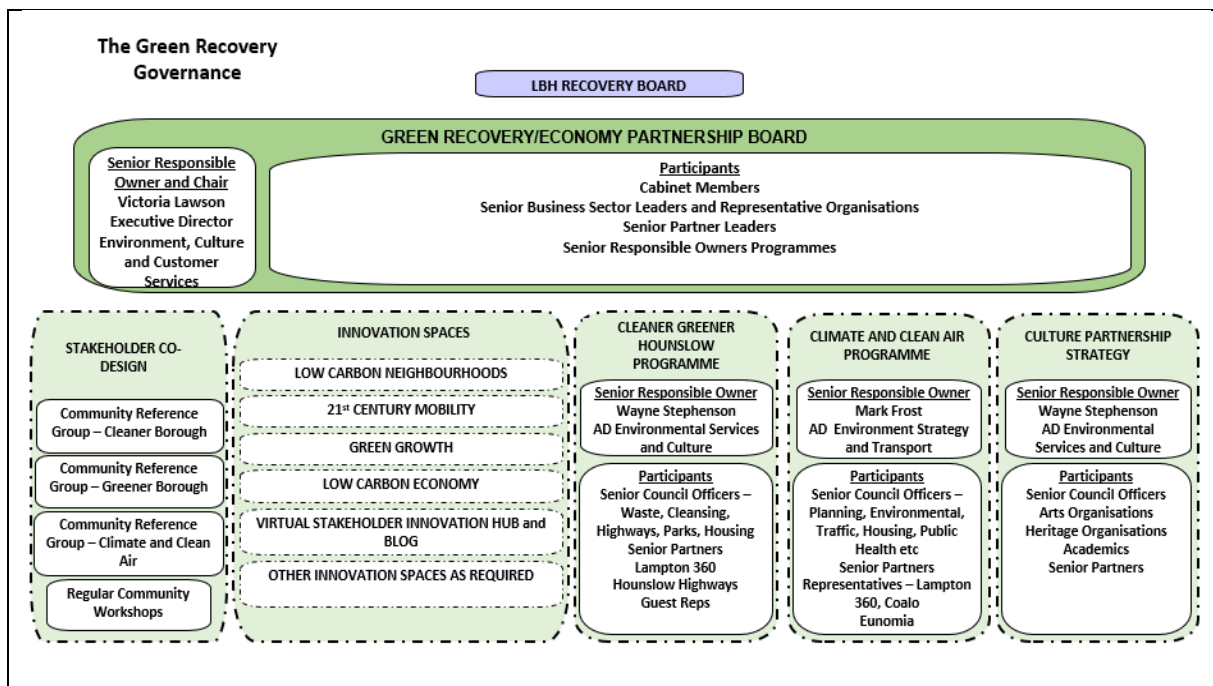 The Green Recovery
Governance
LBH RECOVERY BOARD
GREEN RECOVERY/ECONOMY PARTNERSHIP BOARD
Senior Responsible
Owner and Chair
Victoria Lawson
Executive Director
Environment, Culture
and Customer
Services
Participants
Cabinet Members
Senior Business Sector Leaders and Representative Organisations
Senior Partner Leaders
Senior Responsible Owners Programmes
STAKEHOLDER CO-
DESIGN
Community Reference
Group – Cleaner Borough
Community Reference
Group – Greener Borough
Community Reference
Group – Climate and Clean
Air
Regular Community
Workshops
INNOVATION SPACES
LOW CARBON NEIGHBOURHOODS
21st CENTURY MOBILITY
GREEN GROWTH
LOW CARBON ECONOMY
VIRTUAL STAKEHOLDER INNOVATION HUB and
BLOG
OTHER INNOVATION SPACES AS REQUIRED
CLEANER GREENER
HOUNSLOW
PROGRAMME
Senior Responsible Owner
Wayne Stephenson
AD Environmental Services
and Culture
Participants
Senior Council Officers –
Waste, Cleansing,
Highways, Parks, Housing
Senior Partners
Lampton 360
Hounslow Highways
Guest Reps
CLIMATE AND CLEAN AIR
PROGRAMME
Senior Responsible Owner
Mark Frost
AD Environment Strategy
and Transport
Participants
Senior Council Officers –
Planning, Environmental,
Traffic, Housing, Public
Health etc
Senior Partners
Representatives – Lampton
360, Coalo
Eunomia
CULTURE PARTNERSHIP
STRATEGY
Senior Responsible Owner
Wayne Stephenson
AD Environmental
Services and Culture
Participants
Senior Council Officers
Arts Organisations
Heritage Organisations
Academics
Senior Partners